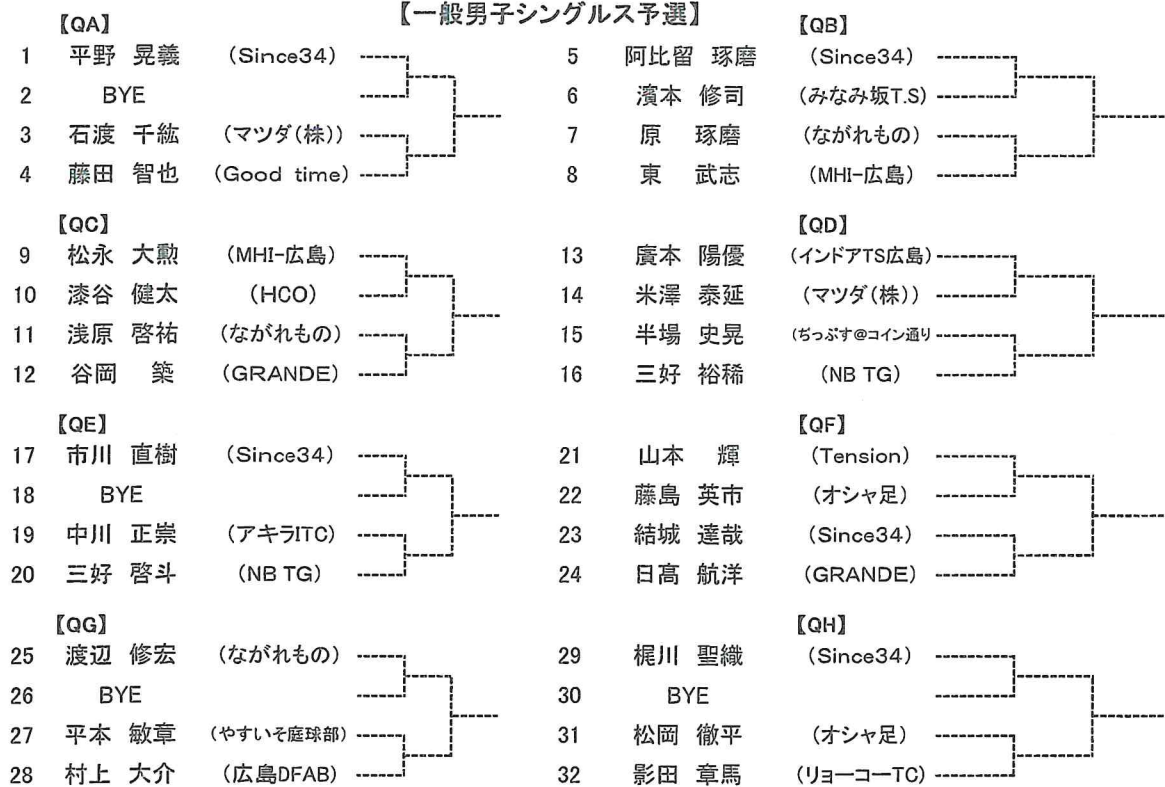 【一般男子シングルス予選】
【QA】
1 平野 晃義 (Since34)
2 BYE
3 石渡 千紘 (マツダ(株))
4 藤田 智也 (Good time)
【QB】
5 阿比留 琢磨 (Since34)
6 濱本 修司 (みなみ坂T.S)
7 原 琢磨 (ながれもの)
8 東 武志 (MHI-広島)
【QC】
9 松永 大勲 (MHI-広島)
10 漆谷 健太 (HCO)
11 浅原 啓祐 (ながれもの)
12 谷岡 築 (GRANDE)
【QD】
13 廣本 陽優 (インドアTS広島)
14 米澤 泰延 (マツダ(株))
15 半場 史晃 (ぢっぷす@コイン通り
16 三好 裕稀 (NB TG)
【QE】
17 市川 直樹 (Since34)
18 BYE
19 中川 正崇 (アキラITC)
20 三好 啓斗 (NB TG)
【QF】
21 山本 輝 (Tension)
22 藤島 英市 (オシャ足)
23 結城 達哉 (Since34)
24 日髙 航洋 (GRANDE)
【QG】
25 渡辺 修宏 (ながれもの)
26 BYE
27 平本 敏章 (やすいそ庭球部)
28 村上 大介 (広島DFAB)
【QH】
29 梶川 聖織 (Since34)
30 BYE
31 松岡 徹平 (オシャ足)
32 影田 章馬 (リョーコーTC)